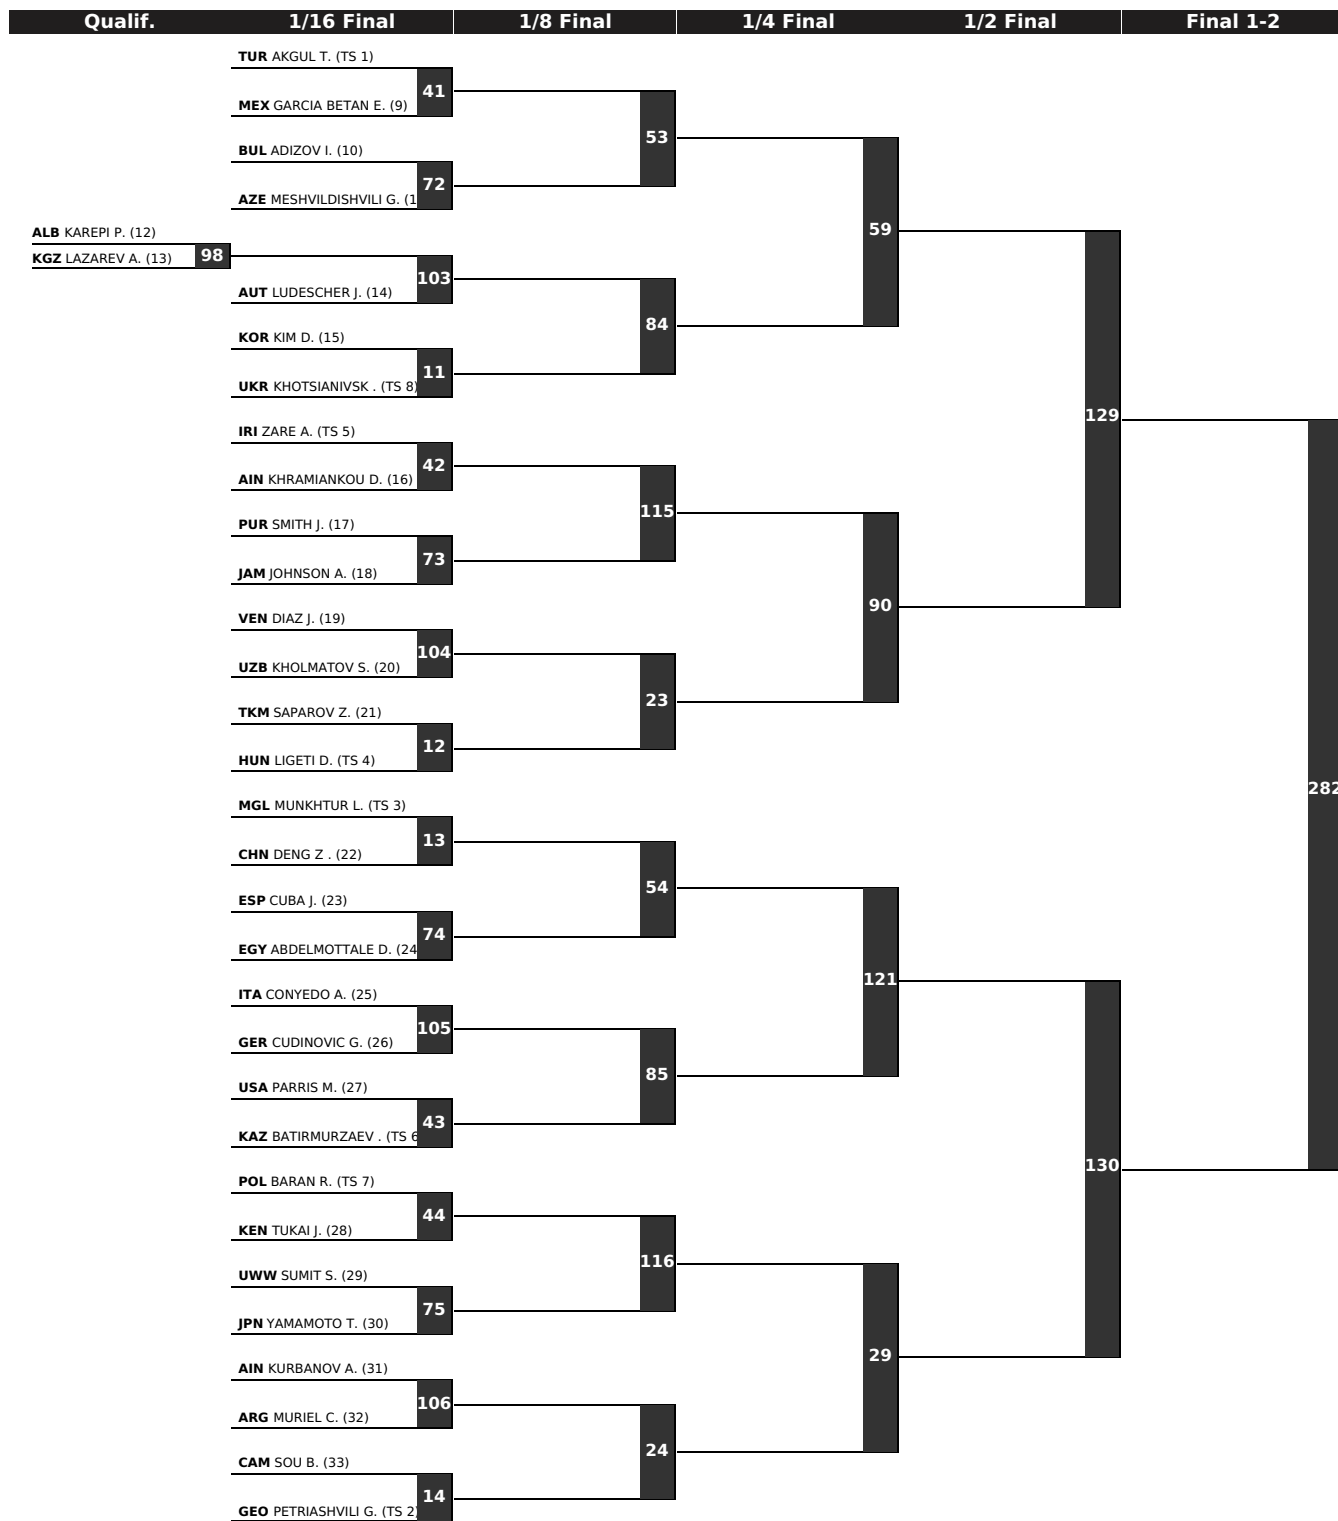 Qualif. 1/16 Final 1/8 Final 1/4 Final 1/2 Final Final 1-2
TUR AKGUL T. (TS 1)
41
MEX GARCIA BETAN E. (9)
53
BUL ADIZOV I. (10)
72
AZE MESHVILDISHVILI G. (1
59
ALB KAREPI P. (12)
KGZ LAZAREV A. (13) 98
103
AUT LUDESCHER J. (14)
84
KOR KIM D. (15)
11
UKR KHOTSIANIVSK . (TS 8)
129
IRI ZARE A. (TS 5)
42
AIN KHRAMIANKOU D. (16)
115
PUR SMITH J. (17)
73
JAM JOHNSON A. (18)
90
VEN DIAZ J. (19)
104
UZB KHOLMATOV S. (20)
23
TKM SAPAROV Z. (21)
12
HUN LIGETI D. (TS 4)
282
MGL MUNKHTUR L. (TS 3)
13
CHN DENG Z . (22)
54
ESP CUBA J. (23)
74
EGY ABDELMOTTALE D. (24
121
ITA CONYEDO A. (25)
105
GER CUDINOVIC G. (26)
85
USA PARRIS M. (27)
43
KAZ BATIRMURZAEV . (TS 6
130
POL BARAN R. (TS 7)
44
KEN TUKAI J. (28)
116
UWW SUMIT S. (29)
75
JPN YAMAMOTO T. (30)
29
AIN KURBANOV A. (31)
106
ARG MURIEL C. (32)
24
CAM SOU B. (33)
14
GEO PETRIASHVILI G. (TS 2)